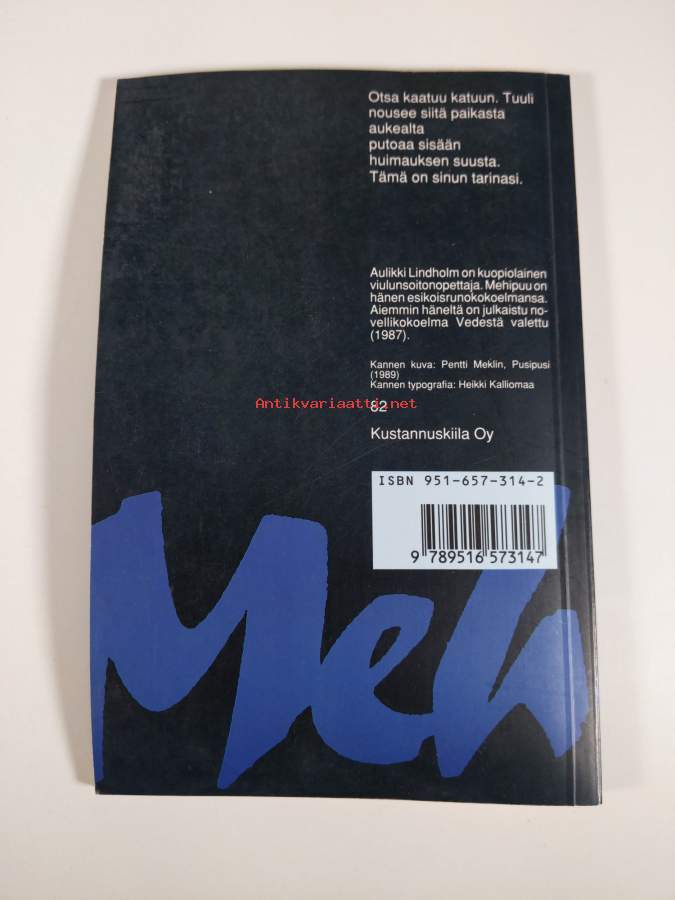 Otsa kaatuu katuun. Tuuli
nousee siitä paikasta
aukealta
putoaa sisään
huimauksen suusta.
Tämä on sinun tarinasi.
Aulikki Lindholm on kuopiolainen
viulunsoitonopettaja. Mehipuu on
hänen esikoisrunokokoelmansa.
Aiemmin häneltä on julkaistu no-
vellikokoelma Vedestä valettu
(1987).
Kannen kuva: Pentti Meklin, Pusipusi
(1989)
Kannen typografia: Heikki Kalliomaa
82
Antikvariaatti.net
Kustannuskiila Oy
ISBN 951-657-314-2
9 789516 573147
Meh